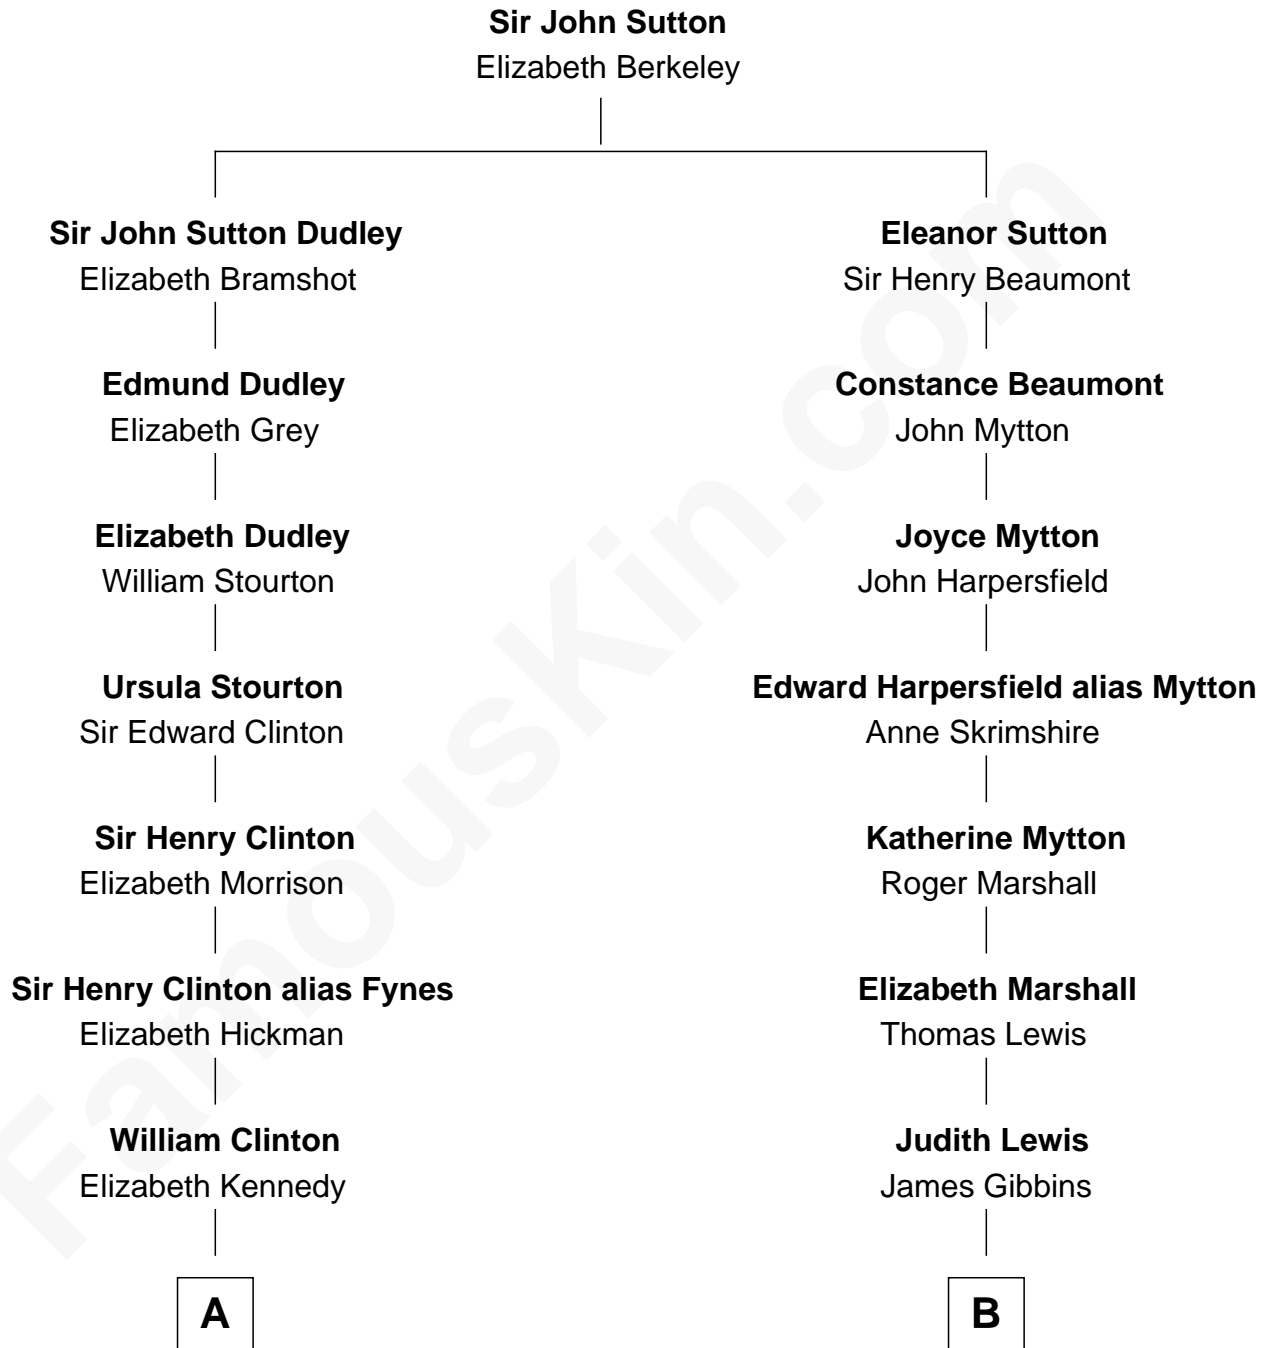 Sir John Sutton
Elizabeth Berkeley
Sir John Sutton Dudley
Elizabeth Bramshot
Edmund Dudley
Elizabeth Grey
Elizabeth Dudley
William Stourton
Ursula Stourton
Sir Edward Clinton
Sir Henry Clinton
Elizabeth Morrison
Sir Henry Clinton alias Fynes
Elizabeth Hickman
William Clinton
Elizabeth Kennedy
A
Eleanor Sutton
Sir Henry Beaumont
Constance Beaumont
John Mytton
Joyce Mytton
John Harpersfield
Edward Harpersfield alias Mytton
Anne Skrimshire
Katherine Mytton
Roger Marshall
Elizabeth Marshall
Thomas Lewis
Judith Lewis
James Gibbins
B
FamousKin.com